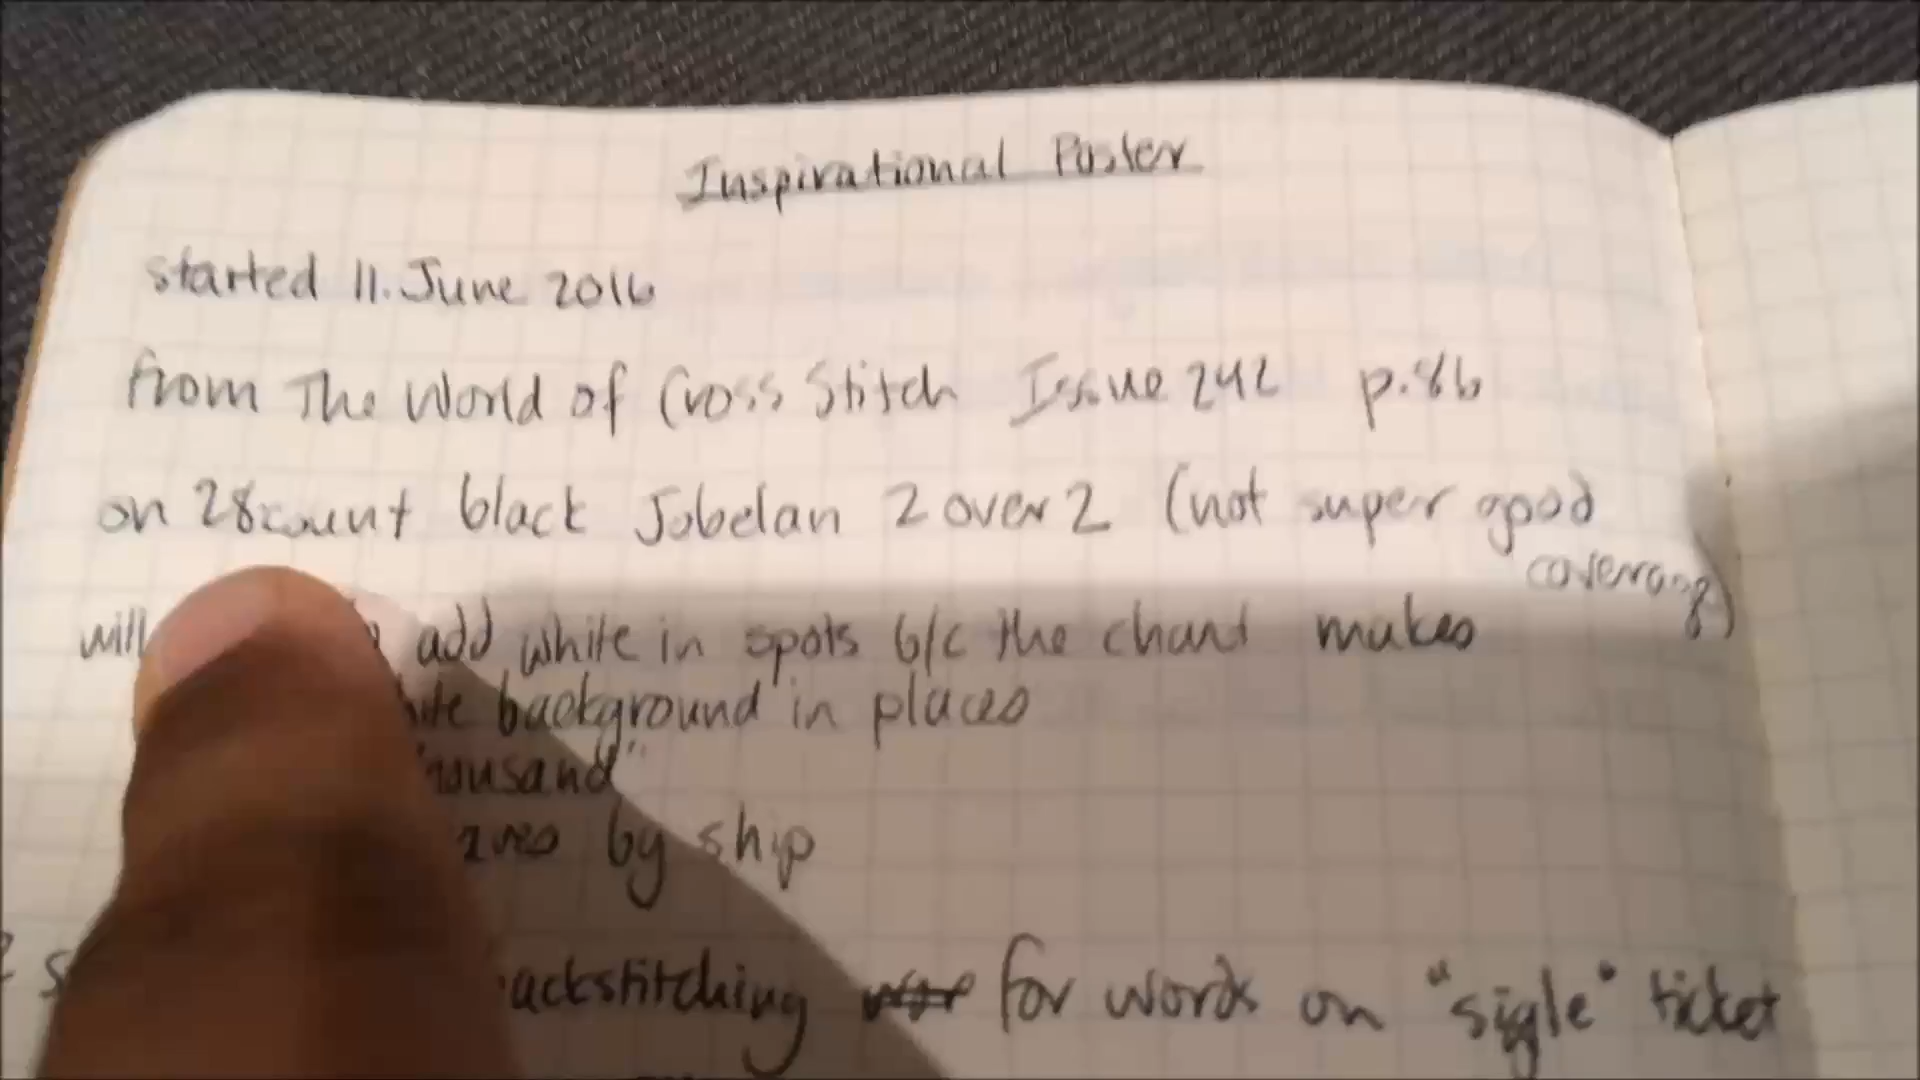 Inspirational Poster
started 11. June 2016
from The World of Cross Stitch Issue 242 p.86
on 28count black Jobelan 2 over 2 (not super good
coverage)
will add white in spots b/c the chart makes
background in places
by ship
for words on "sigle" ticket